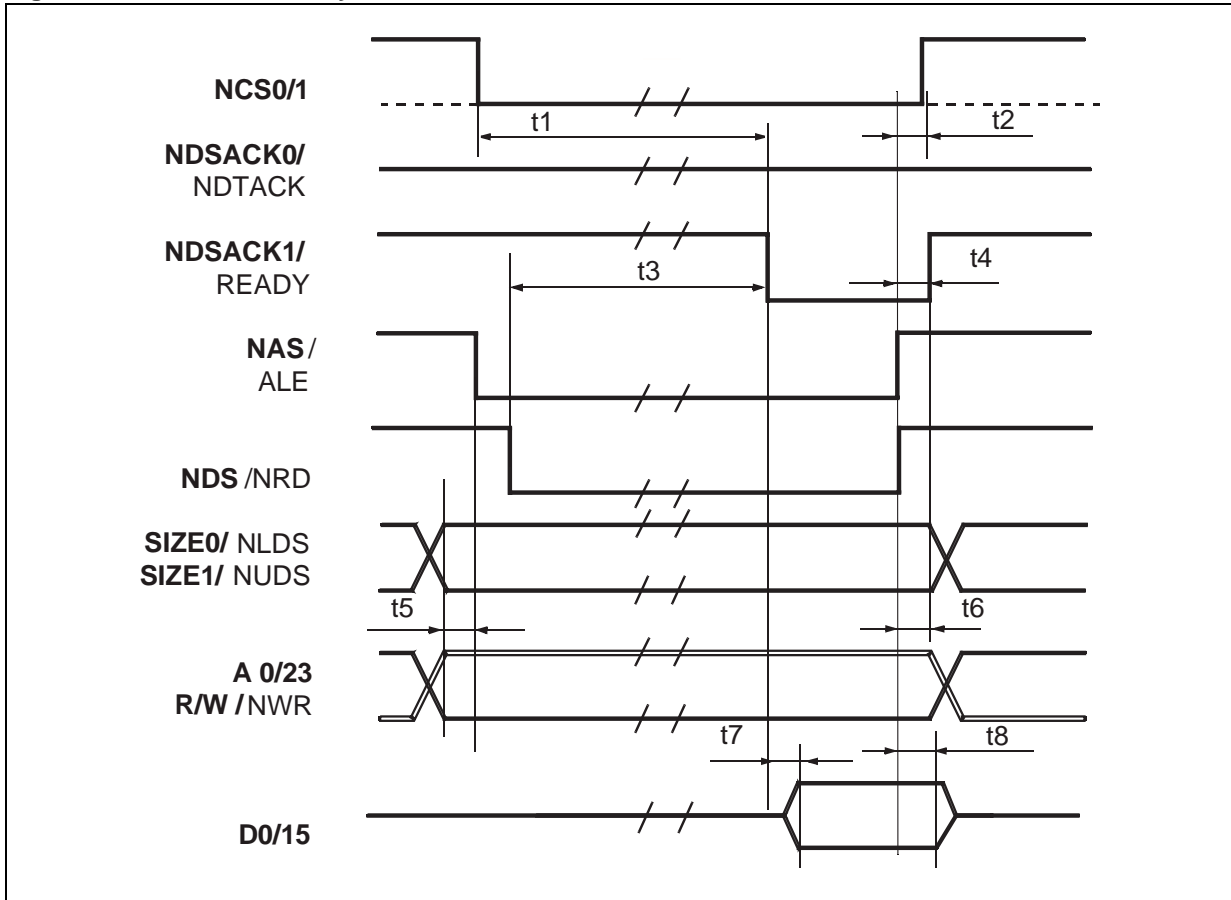 NCS0/1
t1
t2
NDSACK0/
NDTACK
NDSACK1/
READY
t3
t4
NAS /
ALE
NDS /NRD
SIZE0/ NLDS
SIZE1/ NUDS
t5
t6
A 0/23
R/W / NWR
t7
t8
D0/15